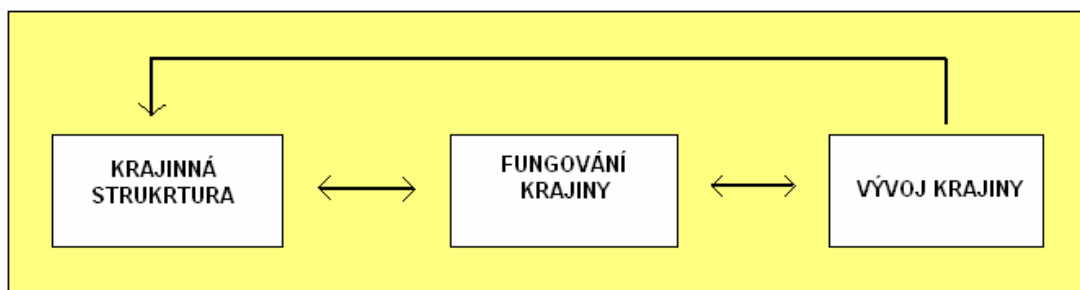 KRAJINNÁ
STRUKRTURA
FUNGOVÁNÍ
KRAJINY
VÝVOJ KRAJINY